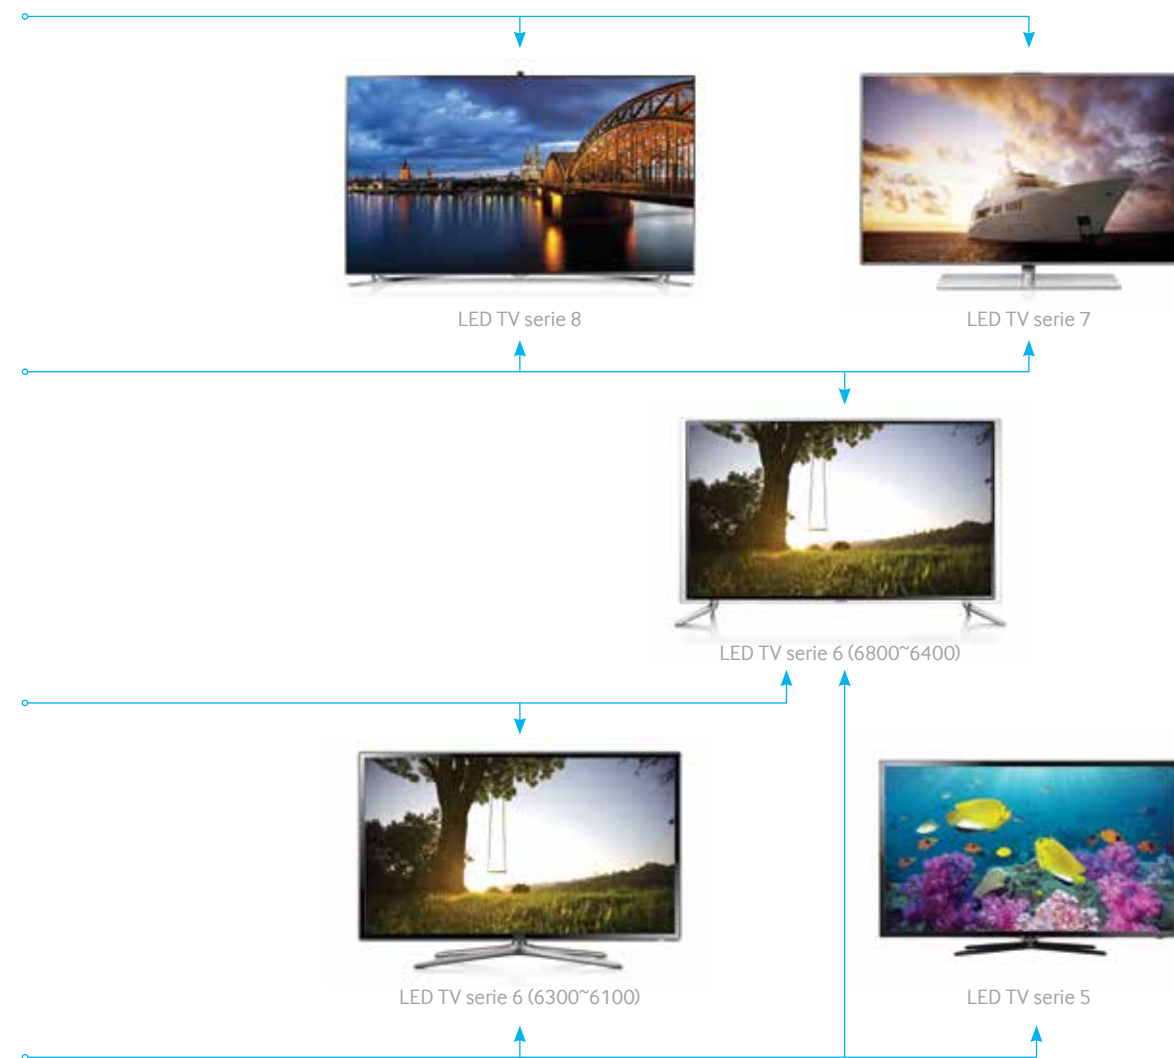 LED TV serie 8
LED TV serie 7
LED TV serie 6 (6800~6400)
LED TV serie 6 (6300~6100)
LED TV serie 5